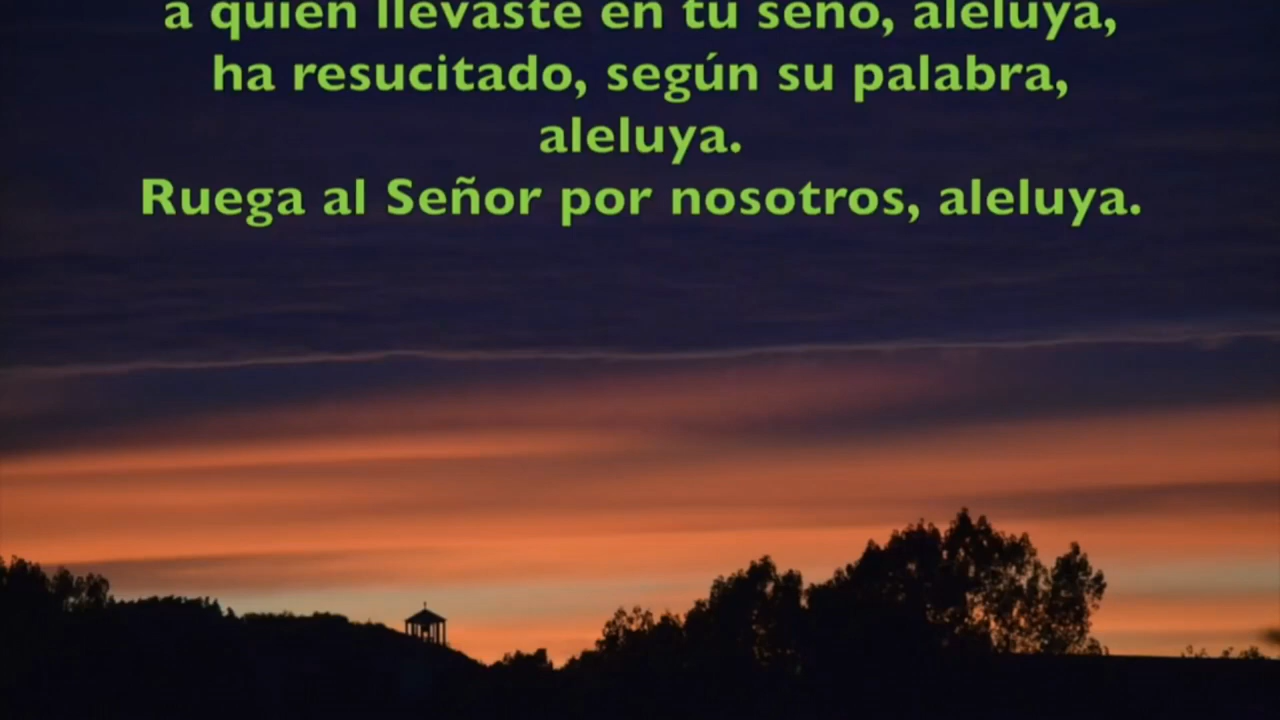 a quien llevaste en tu seno, aleluya,
ha resucitado, según su palabra,
aleluya.
Ruega al Señor por nosotros, aleluya.